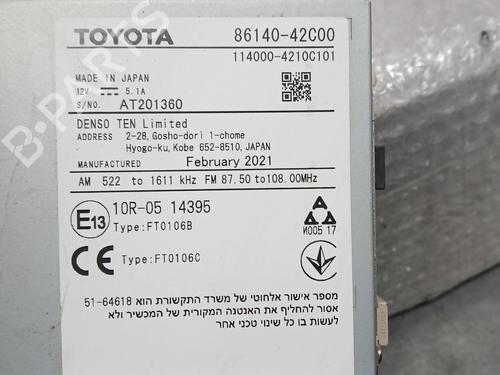 TOYOTA 86140-42C00
114000-4210C101
MADE IN JAPAN
12V 5.1A
S/NO. AT201360
DENSO TEN Limited
ADDRESS 2-28, Gosho-dori 1-chome
Hyogo-ku, Kobe 652-8510, JAPAN
MANUFACTURED February 2021
AM 522 to 1611 kHz FM 87.50 to 108.00MHz
E13 10R-05 14395
Type:FT0106B
И005 17
CE Type:FT0106C
מספר אישור אלחוטי של משרד התקשורת הוא 51-64618
אסור להחליף את האנטנה המקורית של המכשיר ולא
לעשות בו כל שינוי טכני אחר
B-PARTS